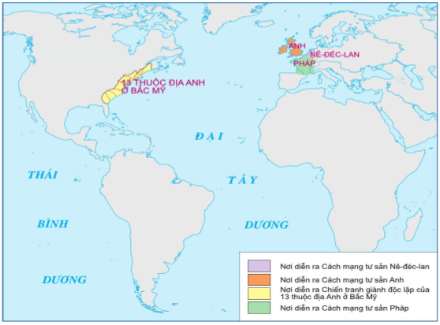 ANH
NÊ-ĐÉC-LAN
PHÁP
13 THUỘC ĐỊA ANH
Ở BẮC MỸ
ĐẠI
THÁI
TÂY
BÌNH
DƯƠNG
DƯƠNG
Nơi diễn ra Cách mạng tư sản Nê-đéc-lan
Nơi diễn ra Cách mạng tư sản Anh
Nơi diễn ra Chiến tranh giành độc lập của
13 thuộc địa Anh ở Bắc Mỹ
Nơi diễn ra Cách mạng tư sản Pháp